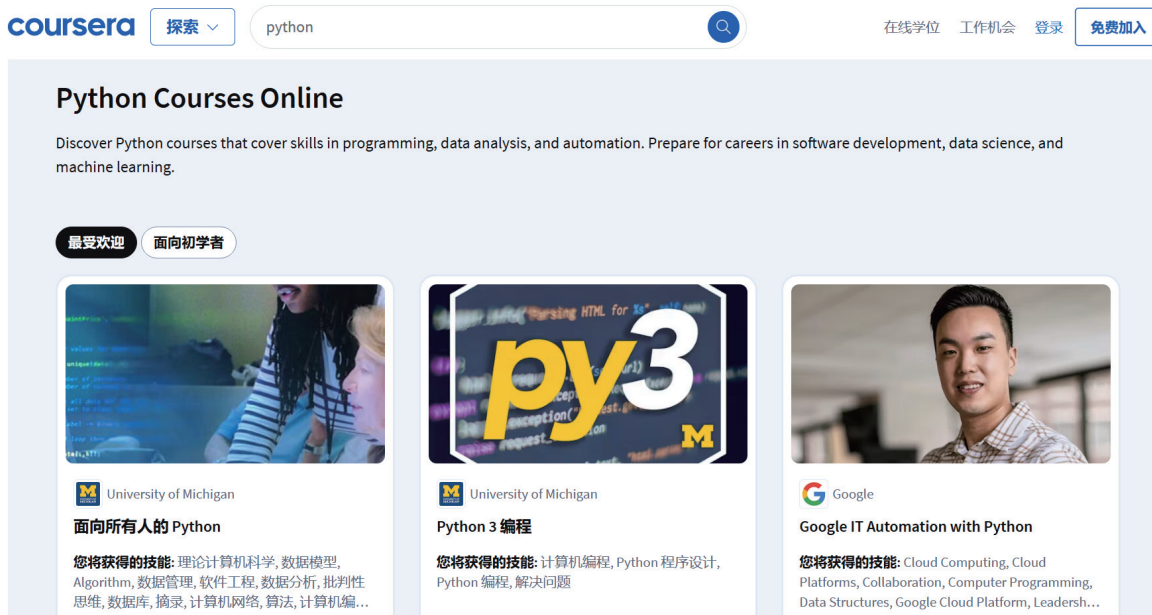 coursera
探索
python
在线学位
工作机会
登录
免费加入
Python Courses Online
Discover Python courses that cover skills in programming, data analysis, and automation. Prepare for careers in software development, data science, and
machine learning.
最受欢迎
面向初学者
University of Michigan
面向所有人的 Python
您将获得的技能: 理论计算机科学, 数据模型,
Algorithm, 数据管理, 软件工程, 数据分析, 批判性
思维, 数据库, 摘录, 计算机网络, 算法, 计算机编...
Parsing HTML for %s
py3
M
University of Michigan
Python 3 编程
您将获得的技能: 计算机编程, Python 程序设计,
Python 编程, 解决问题
Google
Google IT Automation with Python
您将获得的技能: Cloud Computing, Cloud
Platforms, Collaboration, Computer Programming,
Data Structures, Google Cloud Platform, Leadersh...